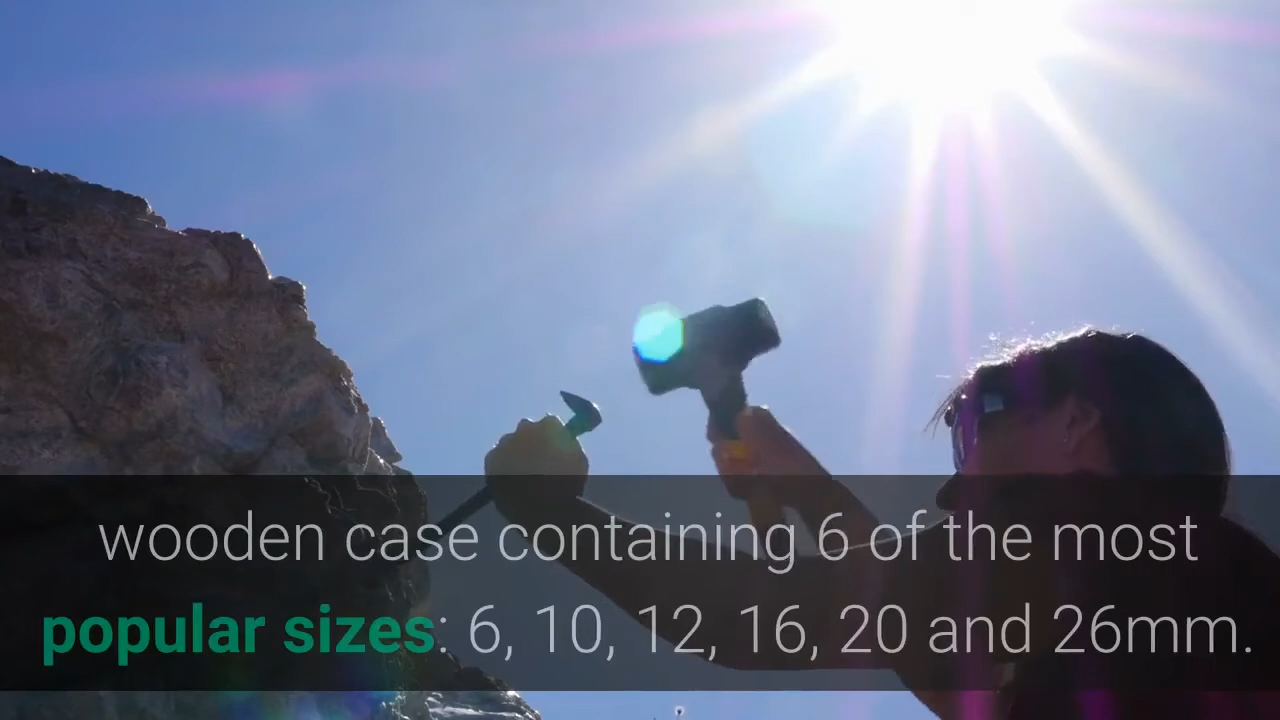 wooden case containing 6 of the most
popular sizes: 6, 10, 12, 16, 20 and 26mm.